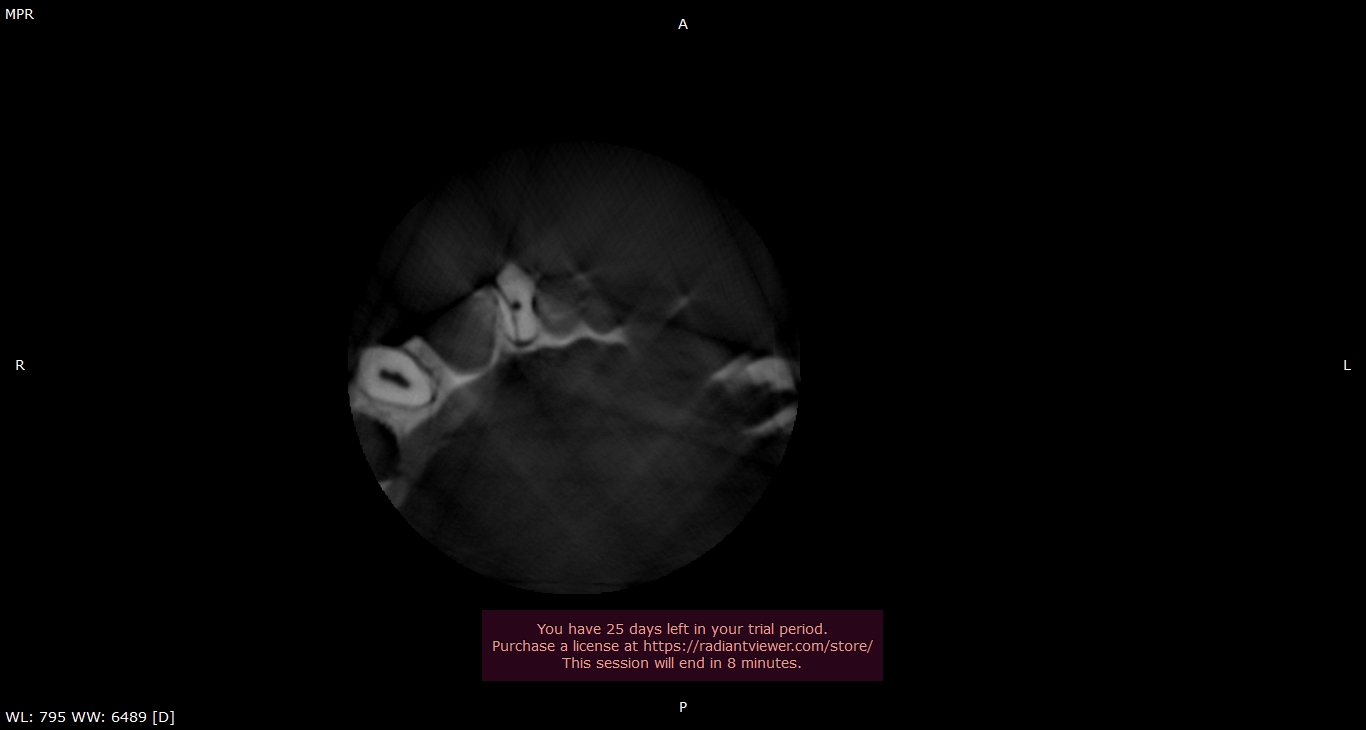 MPR
A
R
L
You have 25 days left in your trial period.
Purchase a license at https://radiantviewer.com/store/
This session will end in 8 minutes.
P
WL: 795 WW: 6489 [D]